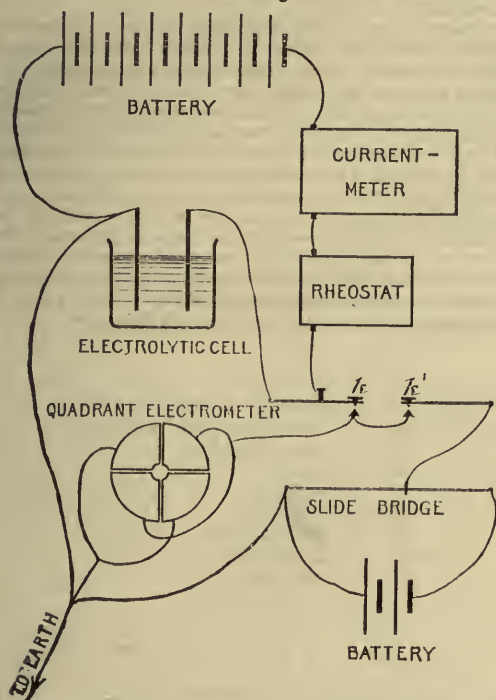 BATTERY
CURRENT-
METER
RHEOSTAT
ELECTROLYTIC CELL
QUADRANT ELECTROMETER
SLIDE BRIDGE
BATTERY
TO EARTH